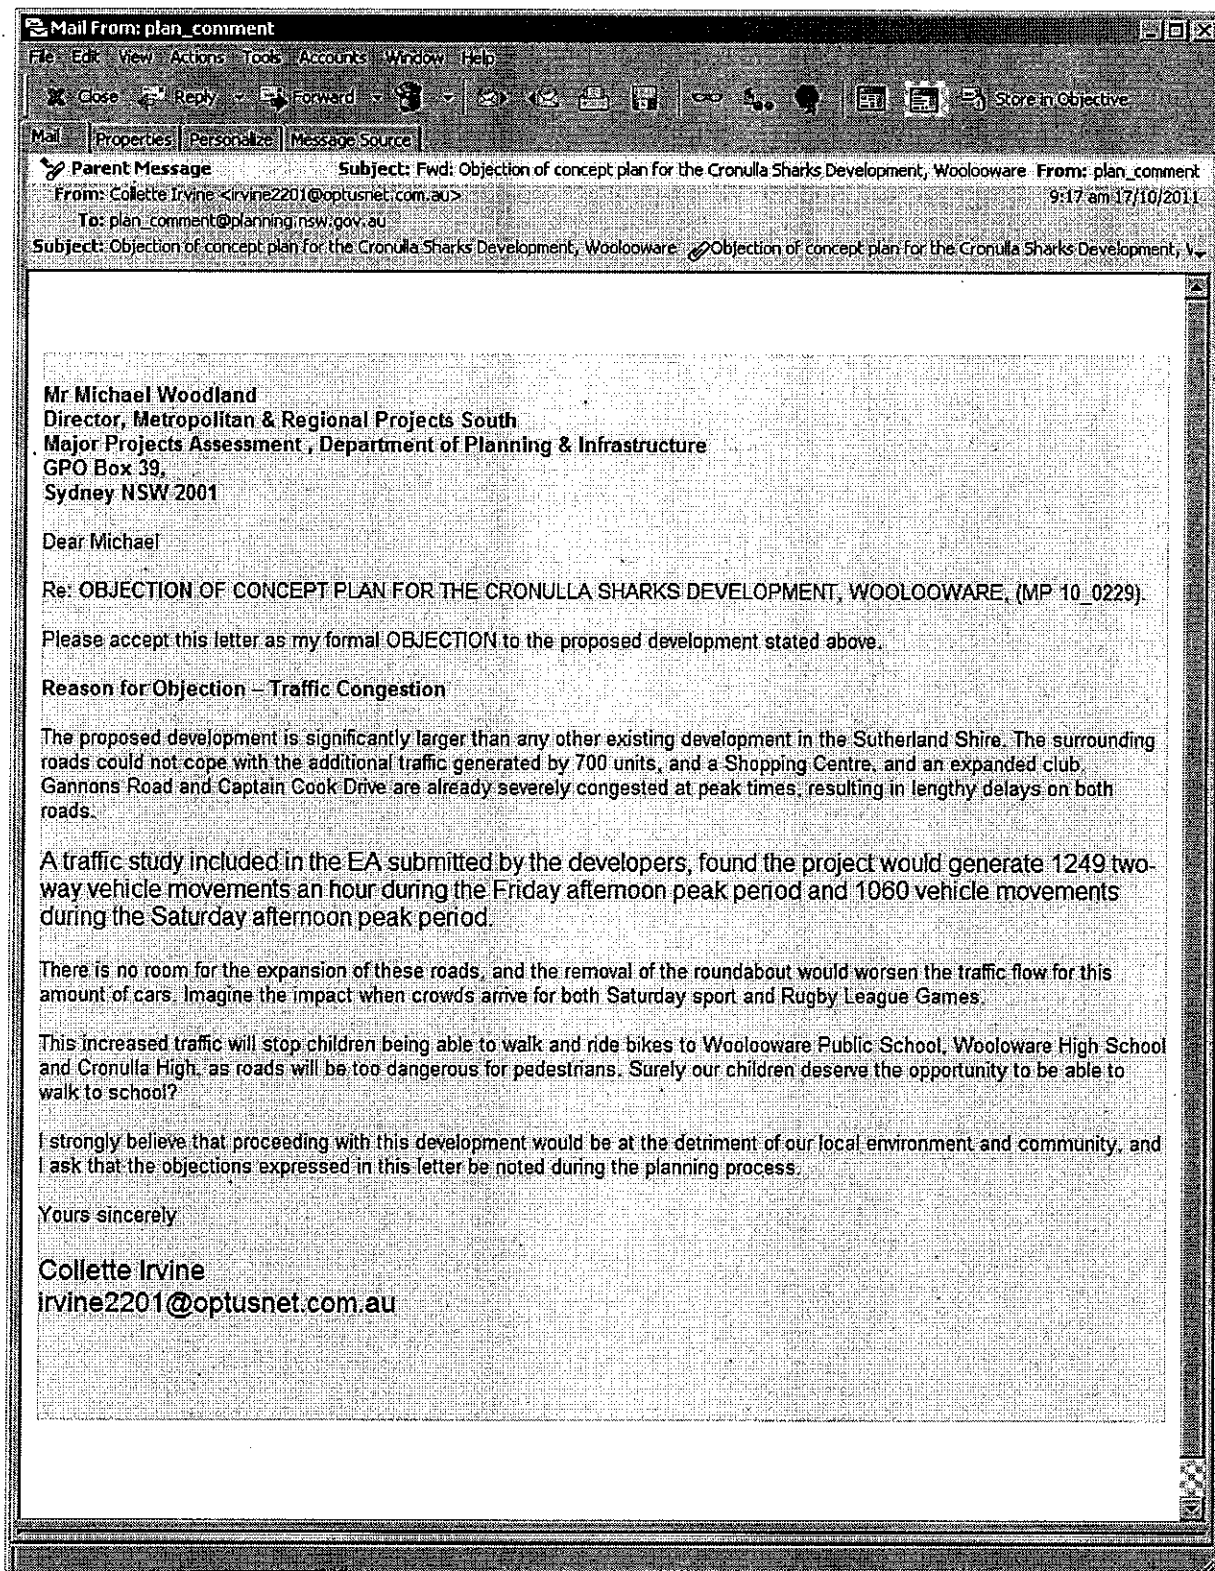 Mail From: plan_comment
File Edit View Actions Tools Accounts Window Help
Close Reply Forward Store in Objective
Mail Properties Personalize Message Source
Parent Message Subject: Fwd: Objection of concept plan for the Cronulla Sharks Development, Woolooware From: plan_comment
From: Collette Irvine <irvine2201@optusnet.com.au> 9:17 am 17/10/2011
To: plan_comment@planning.nsw.gov.au
Subject: Objection of concept plan for the Cronulla Sharks Development, Woolooware Objection of concept plan for the Cronulla Sharks Development, V
Mr Michael Woodland
Director, Metropolitan & Regional Projects South
Major Projects Assessment , Department of Planning & Infrastructure
GPO Box 39,
Sydney NSW 2001
Dear Michael
Re: OBJECTION OF CONCEPT PLAN FOR THE CRONULLA SHARKS DEVELOPMENT, WOOLOOWARE, (MP 10_0229).
Please accept this letter as my formal OBJECTION to the proposed development stated above.
Reason for Objection – Traffic Congestion
The proposed development is significantly larger than any other existing development in the Sutherland Shire. The surrounding
roads could not cope with the additional traffic generated by 700 units, and a Shopping Centre, and an expanded club.
Gannons Road and Captain Cook Drive are already severely congested at peak times, resulting in lengthy delays on both
roads.
A traffic study included in the EA submitted by the developers, found the project would generate 1249 two-
way vehicle movements an hour during the Friday afternoon peak period and 1060 vehicle movements
during the Saturday afternoon peak period.
There is no room for the expansion of these roads, and the removal of the roundabout would worsen the traffic flow for this
amount of cars. Imagine the impact when crowds arrive for both Saturday sport and Rugby League Games.
This increased traffic will stop children being able to walk and ride bikes to Woolooware Public School, Wooloware High School
and Cronulla High, as roads will be too dangerous for pedestrians. Surely our children deserve the opportunity to be able to
walk to school?
I strongly believe that proceeding with this development would be at the detriment of our local environment and community, and
I ask that the objections expressed in this letter be noted during the planning process.
Yours sincerely
Collette Irvine
irvine2201@optusnet.com.au